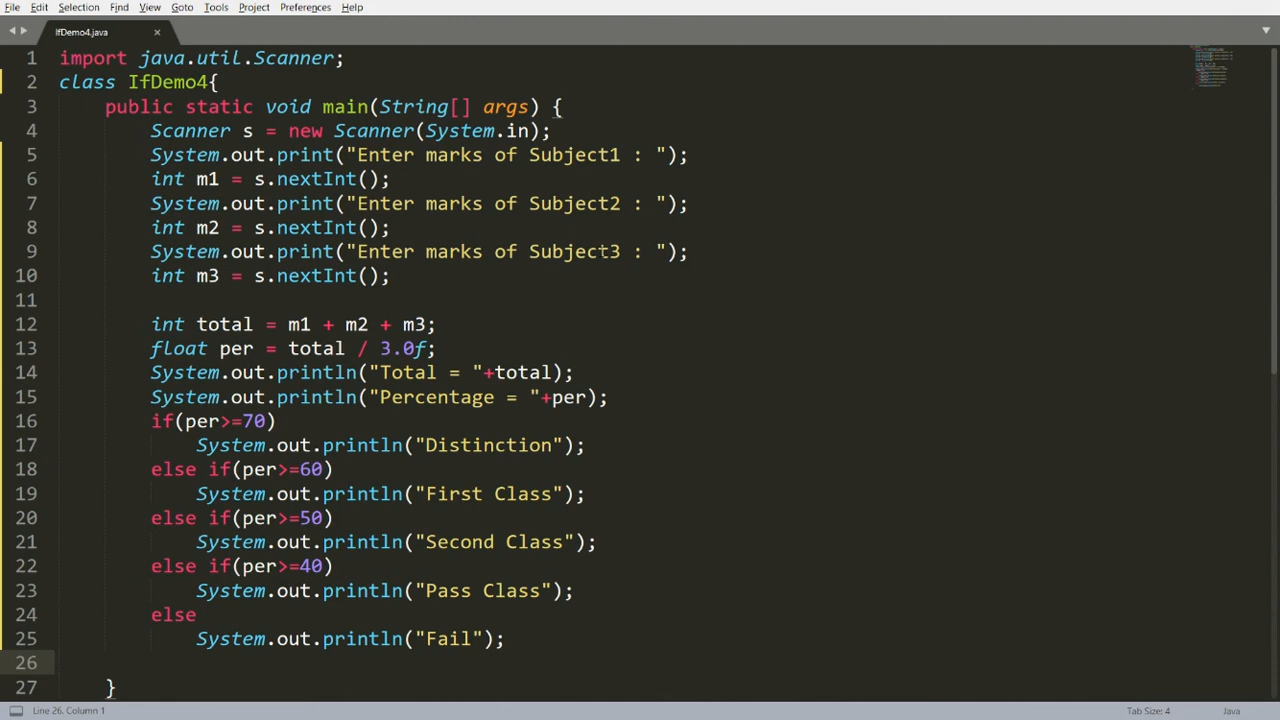 File Edit Selection Find View Goto Tools Project Preferences Help
IfDemo4.java ×
1 import java.util.Scanner;
2 class IfDemo4{
3 public static void main(String[] args) {
4 Scanner s = new Scanner(System.in);
5 System.out.print("Enter marks of Subject1 : ");
6 int m1 = s.nextInt();
7 System.out.print("Enter marks of Subject2 : ");
8 int m2 = s.nextInt();
9 System.out.print("Enter marks of Subject3 : ");
10 int m3 = s.nextInt();
11
12 int total = m1 + m2 + m3;
13 float per = total / 3.0f;
14 System.out.println("Total = "+total);
15 System.out.println("Percentage = "+per);
16 if(per>=70)
17 System.out.println("Distinction");
18 else if(per>=60)
19 System.out.println("First Class");
20 else if(per>=50)
21 System.out.println("Second Class");
22 else if(per>=40)
23 System.out.println("Pass Class");
24 else
25 System.out.println("Fail");
26
27 }
Line 26, Column 1 Tab Size: 4 Java